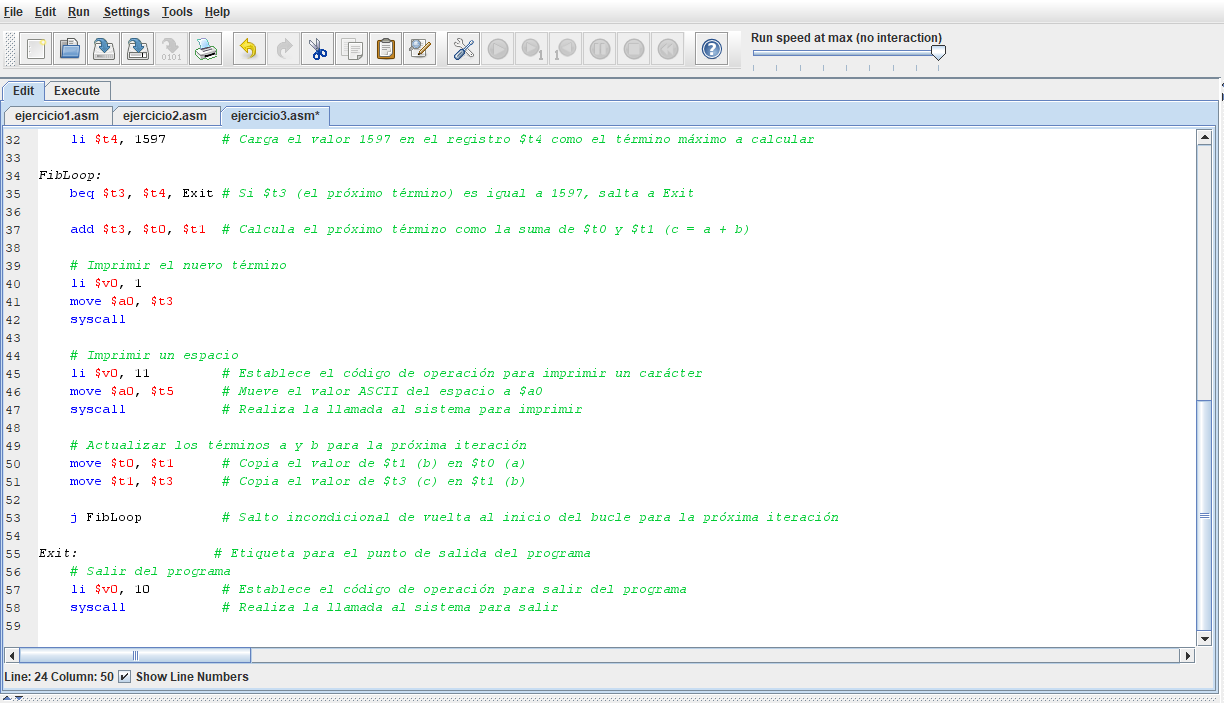 File Edit Run Settings Tools Help
Run speed at max (no interaction)
Edit Execute
ejercicio1.asm ejercicio2.asm ejercicio3.asm*
32 li $t4, 1597 # Carga el valor 1597 en el registro $t4 como el término máximo a calcular
33
34 FibLoop:
35 beq $t3, $t4, Exit # Si $t3 (el próximo término) es igual a 1597, salta a Exit
36
37 add $t3, $t0, $t1 # Calcula el próximo término como la suma de $t0 y $t1 (c = a + b)
38
39 # Imprimir el nuevo término
40 li $v0, 1
41 move $a0, $t3
42 syscall
43
44 # Imprimir un espacio
45 li $v0, 11 # Establece el código de operación para imprimir un carácter
46 move $a0, $t5 # Mueve el valor ASCII del espacio a $a0
47 syscall # Realiza la llamada al sistema para imprimir
48
49 # Actualizar los términos a y b para la próxima iteración
50 move $t0, $t1 # Copia el valor de $t1 (b) en $t0 (a)
51 move $t1, $t3 # Copia el valor de $t3 (c) en $t1 (b)
52
53 j FibLoop # Salto incondicional de vuelta al inicio del bucle para la próxima iteración
54
55 Exit: # Etiqueta para el punto de salida del programa
56 # Salir del programa
57 li $v0, 10 # Establece el código de operación para salir del programa
58 syscall # Realiza la llamada al sistema para salir
59
Line: 24 Column: 50 Show Line Numbers